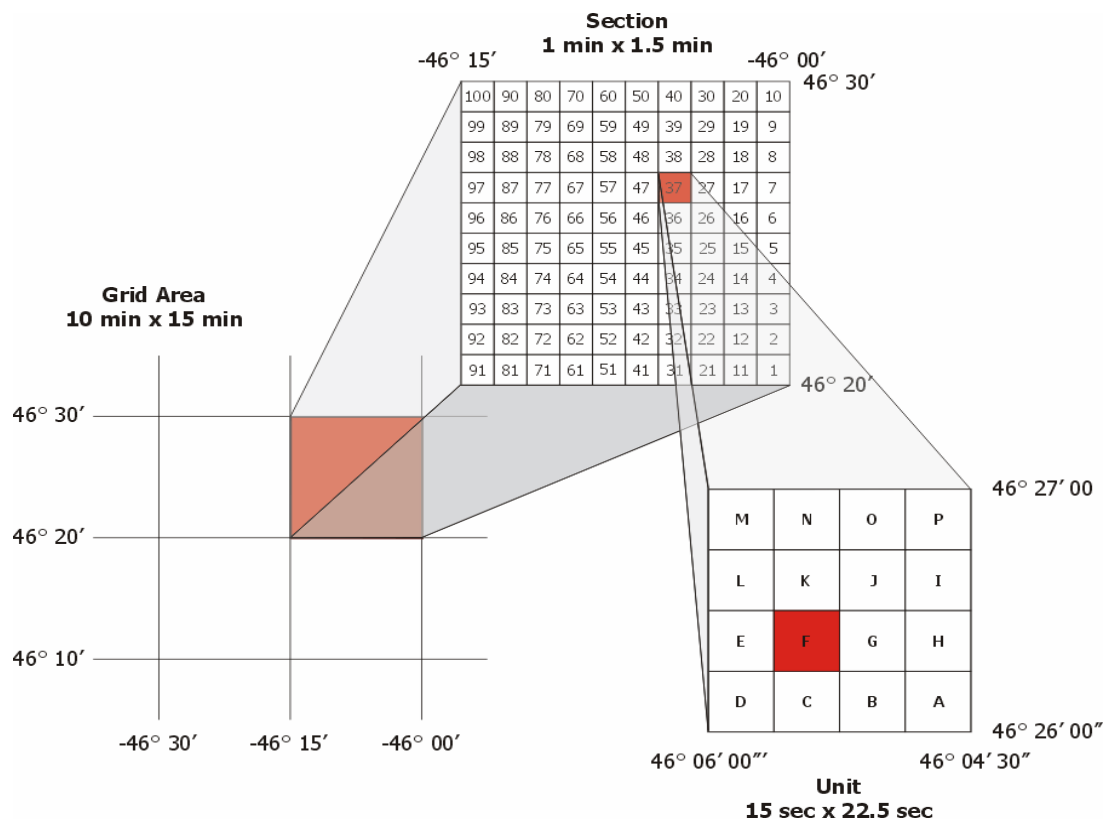 Section
1 min x 1.5 min
-46° 15′
-46° 00′
46° 30′
100 90 80 70 60 50 40 30 20 10
99 89 79 69 59 49 39 29 19 9
98 88 78 68 58 48 38 28 18 8
97 87 77 67 57 47 37 27 17 7
96 86 76 66 56 46 36 26 16 6
95 85 75 65 55 45 35 25 15 5
94 84 74 64 54 44 34 24 14 4
93 83 73 63 53 43 33 23 13 3
92 82 72 62 52 42 32 22 12 2
91 81 71 61 51 41 31 21 11 1
46° 20′
Grid Area
10 min x 15 min
46° 30′
46° 20′
46° 10′
-46° 30′
-46° 15′
-46° 00′
46° 27′ 00
M N O P
L K J I
E F G H
D C B A
46° 26′ 00″
46° 06′ 00″′
46° 04′ 30″
Unit
15 sec x 22.5 sec